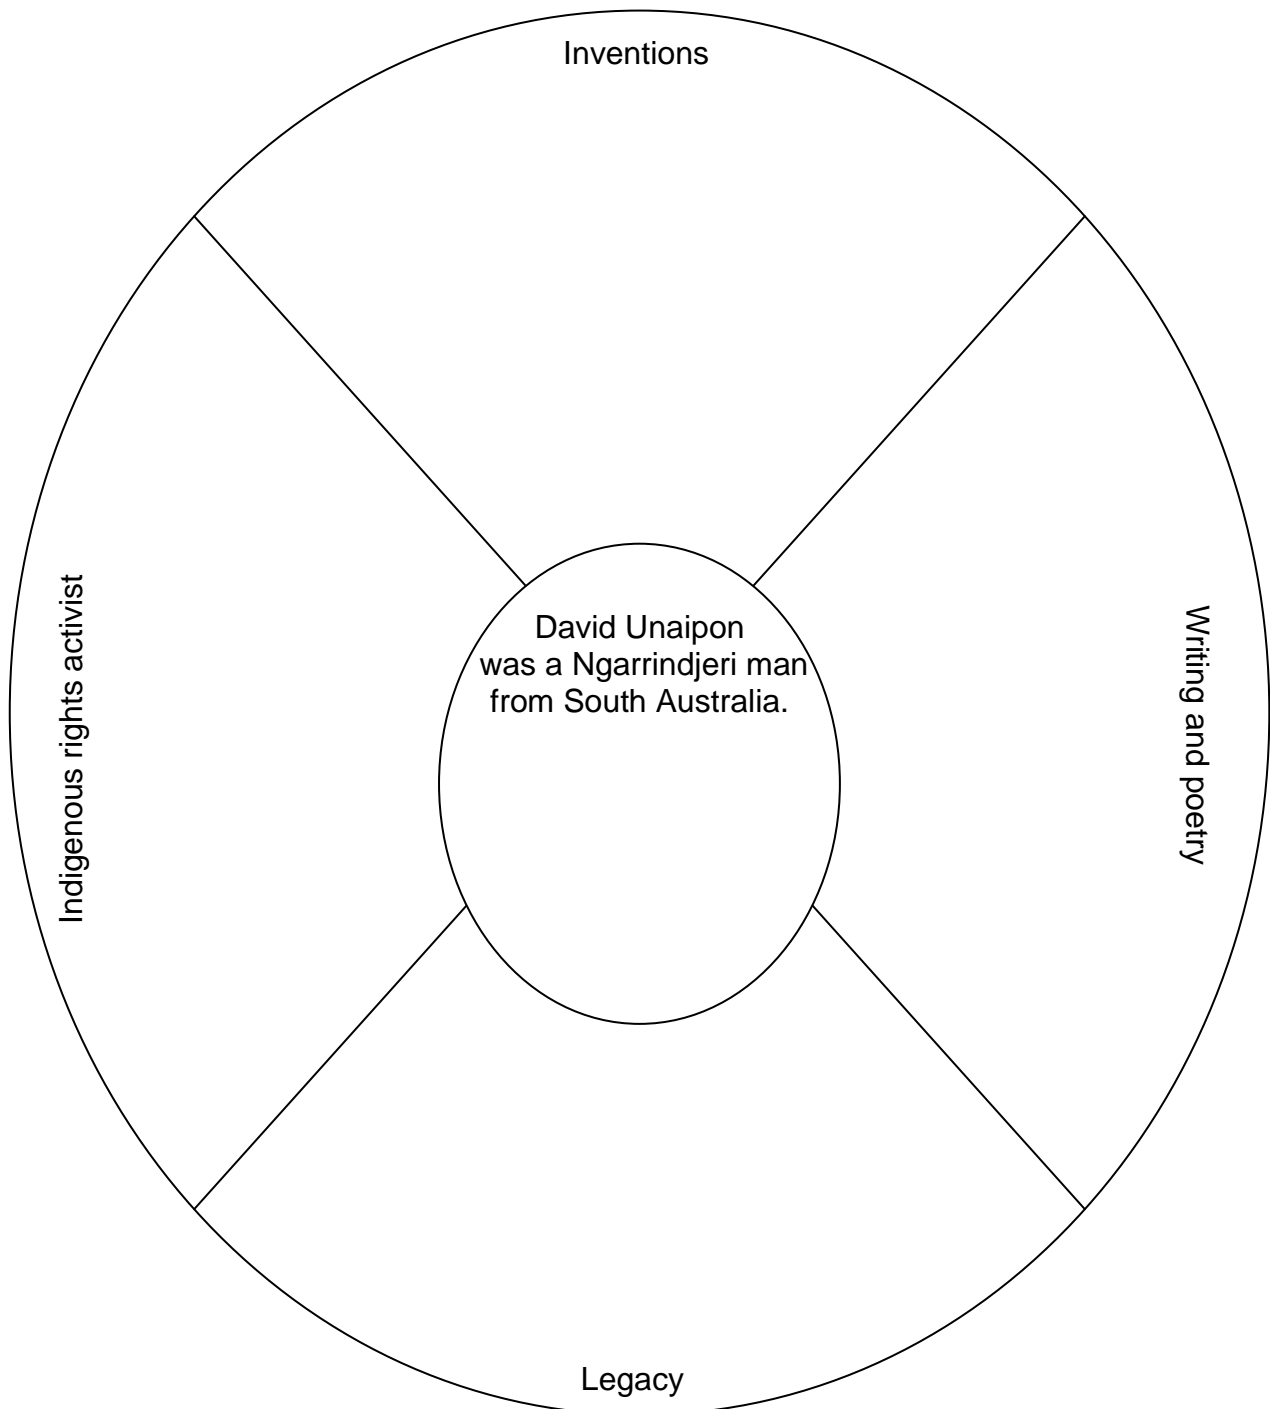 Inventions
Indigenous rights activist
David Unaipon
was a Ngarrindjeri man
from South Australia.
Writing and poetry
Legacy